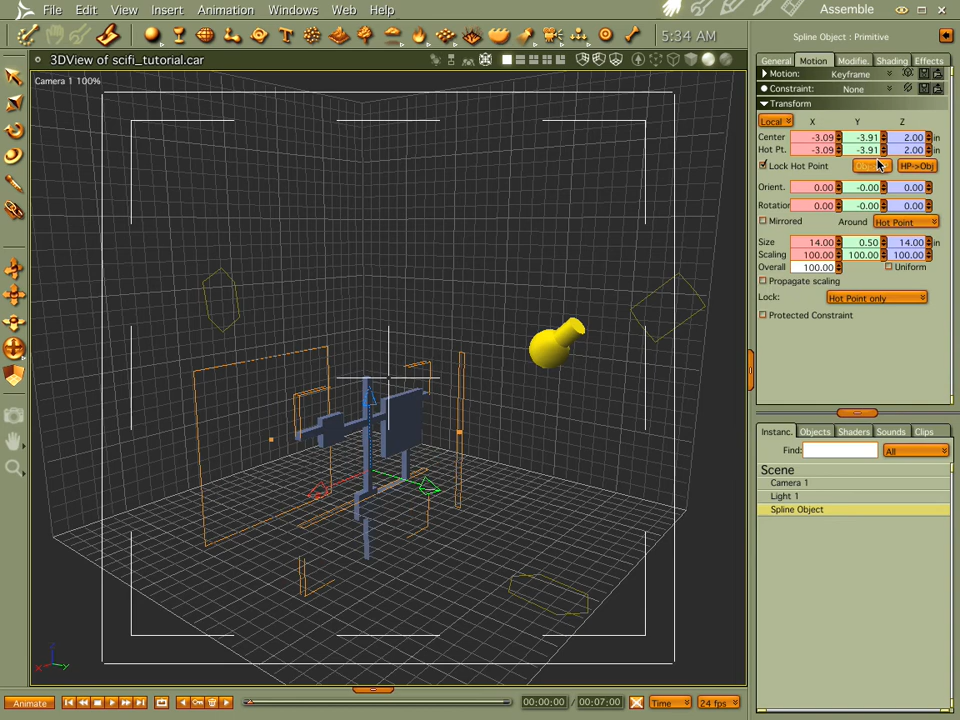 File Edit View Insert Animation Windows Web Help Assemble
5:34 AM
Spline Object : Primitive
3DView of scifi_tutorial.car
General Motion Modifie. Shading Effects
Motion: Keyframe
Camera 1 100%
Constraint: None
Transform
Local X Y Z
Center -3.09 -3.91 2.00 in
Hot Pt. -3.09 -3.91 2.00 in
Lock Hot Point HP->Obj
Orient. 0.00 -0.00 0.00
Rotation 0.00 -0.00 0.00
Mirrored Around Hot Point
Size 14.00 0.50 14.00 in
Scaling 100.00 100.00 100.00
Overall 100.00 Uniform
Propagate scaling
Lock: Hot Point only
Protected Constraint
Instanc. Objects Shaders Sounds Clips
Find: All
Scene
Camera 1
Light 1
Spline Object
X Y Z
Animate 00:00:00 / 00:07:00 Time 24 fps